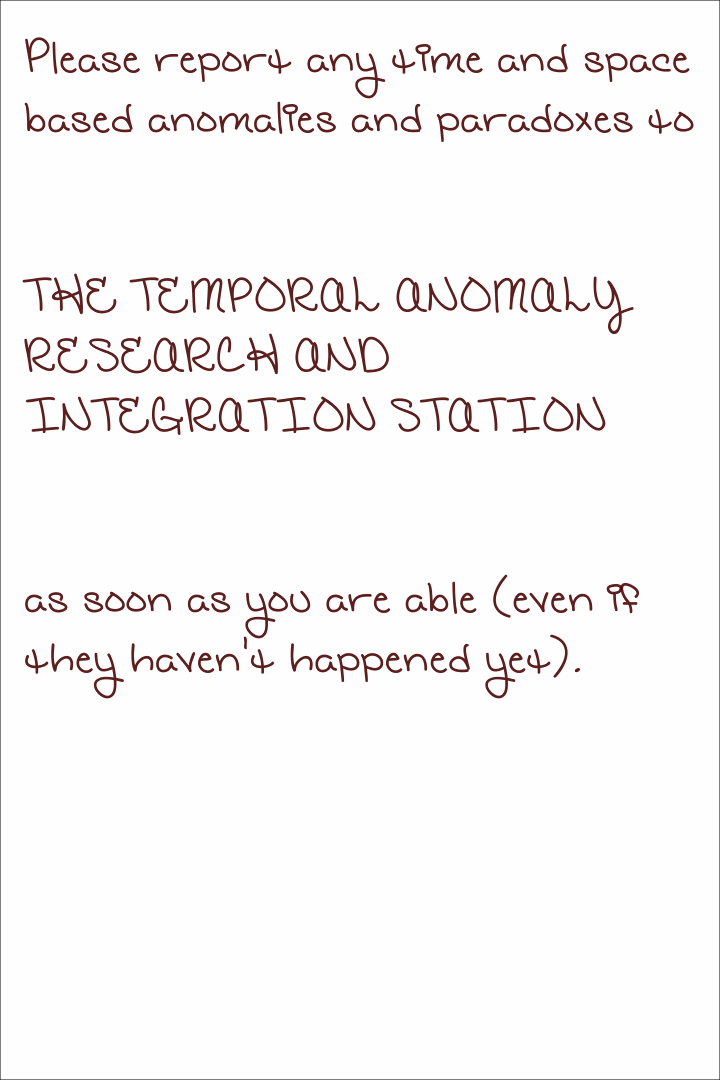 Please report any time and space
based anomalies and paradoxes to
THE TEMPORAL ANOMALY
RESEARCH AND
INTEGRATION STATION
as soon as you are able (even if
they haven't happened yet).